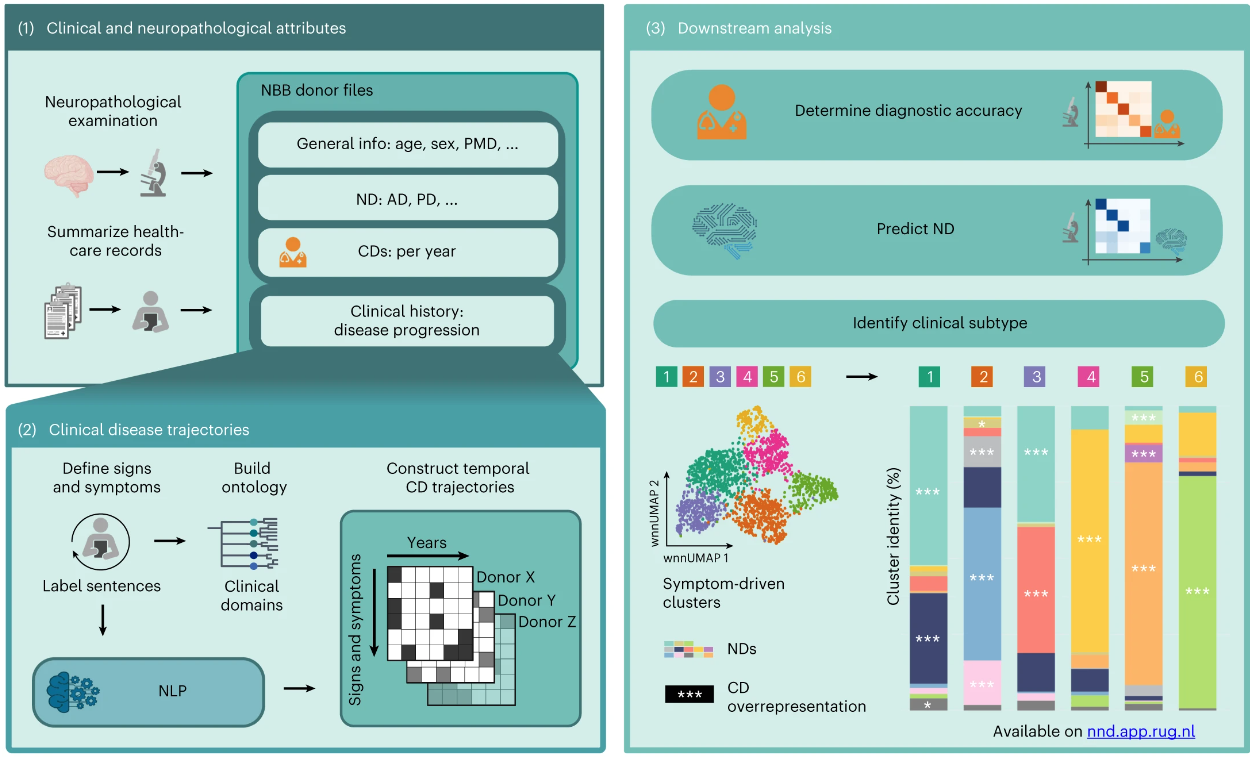 (1) Clinical and neuropathological attributes
Neuropathological
examination
Summarize health-
care records
NBB donor files
General info: age, sex, PMD, ...
ND: AD, PD, ...
CDs: per year
Clinical history:
disease progression
(2) Clinical disease trajectories
Define signs
and symptoms
Label sentences
Build
ontology
Clinical
domains
NLP
Construct temporal
CD trajectories
Years
Signs and symptoms
Donor X
Donor Y
Donor Z
(3) Downstream analysis
Determine diagnostic accuracy
Predict ND
Identify clinical subtype
1 2 3 4 5 6
1 2 3 4 5 6
wnnUMAP 2
wnnUMAP 1
Symptom-driven
clusters
NDs
***
CD
overrepresentation
Cluster identity (%)
***
***
*
*
***
***
***
***
***
***
***
***
***
***
Available on nnd.app.rug.nl